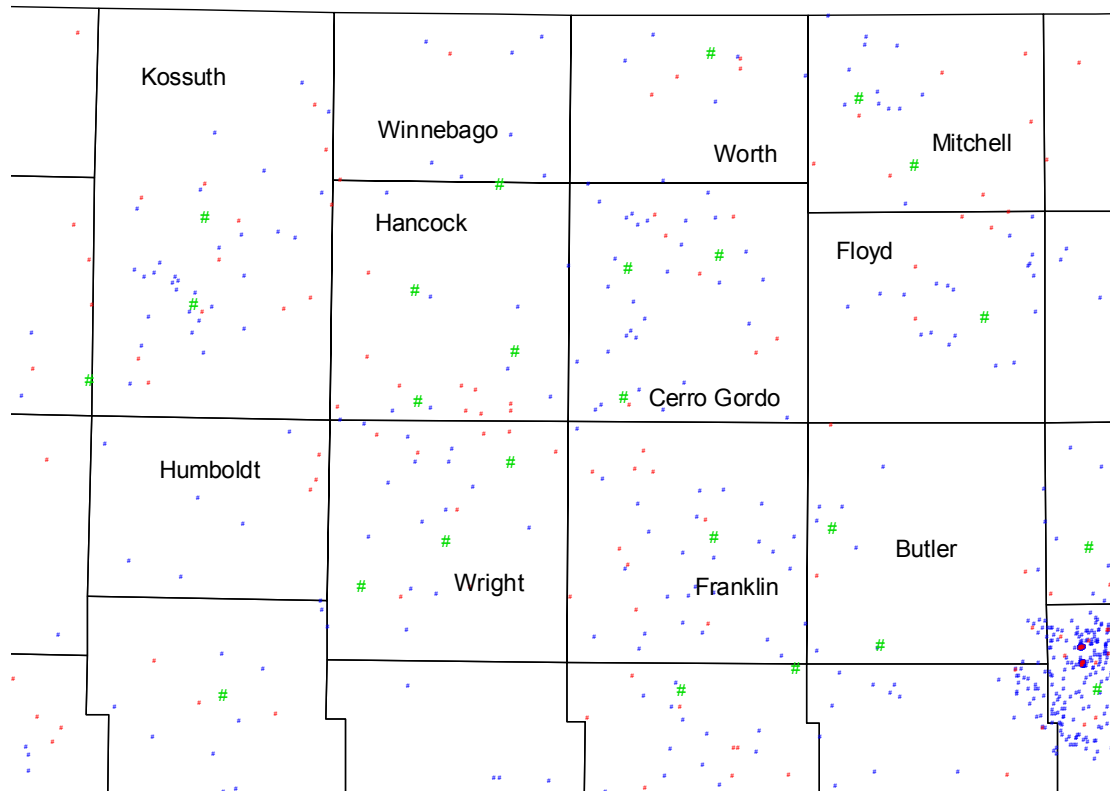 Kossuth
Winnebago
Worth
Mitchell
Hancock
Floyd
Cerro Gordo
Humboldt
Wright
Franklin
Butler